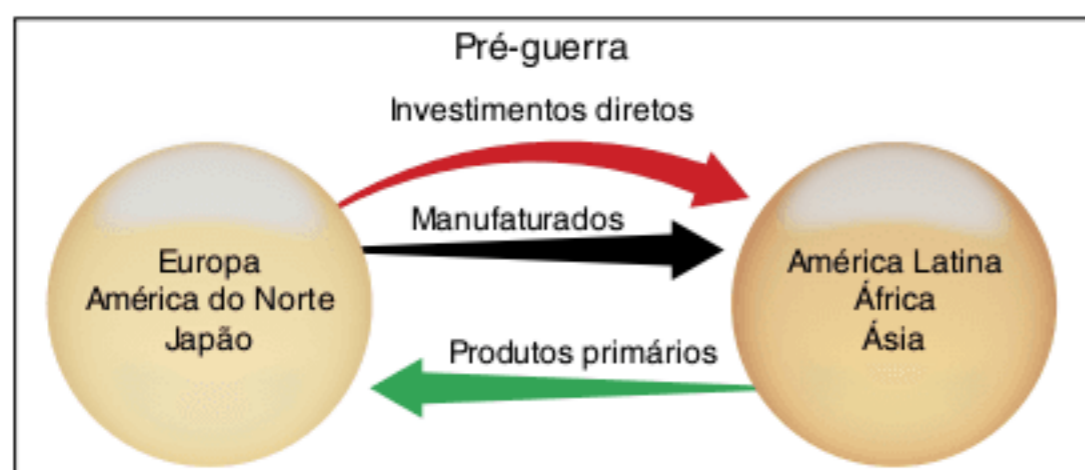 Pré-guerra
Investimentos diretos
Manufaturados
Europa
América do Norte
Japão
América Latina
África
Ásia
Produtos primários